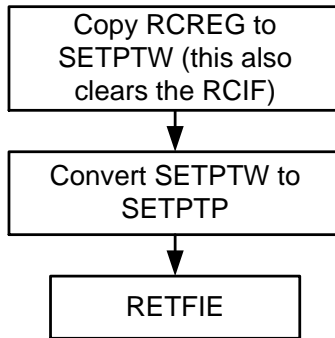 Copy RCREG to
SETPTW (this also
clears the RCIF)
Convert SETPTW to
SETPTP
RETFIE